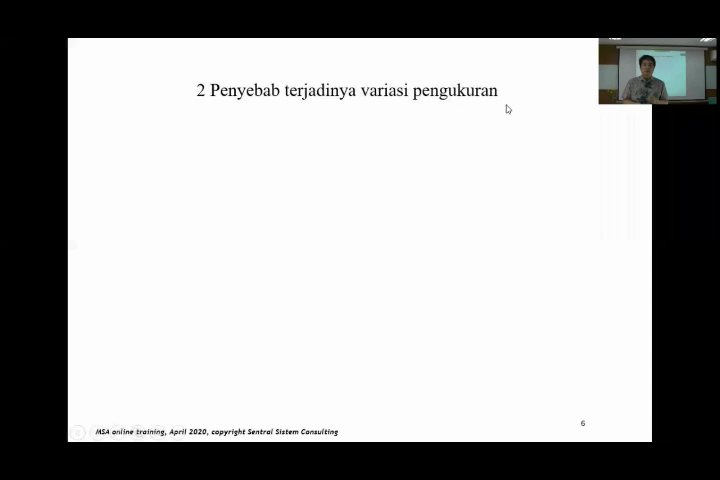 2 Penyebab terjadinya variasi pengukuran
6
MSA online training, April 2020, copyright Sentral Sistem Consulting